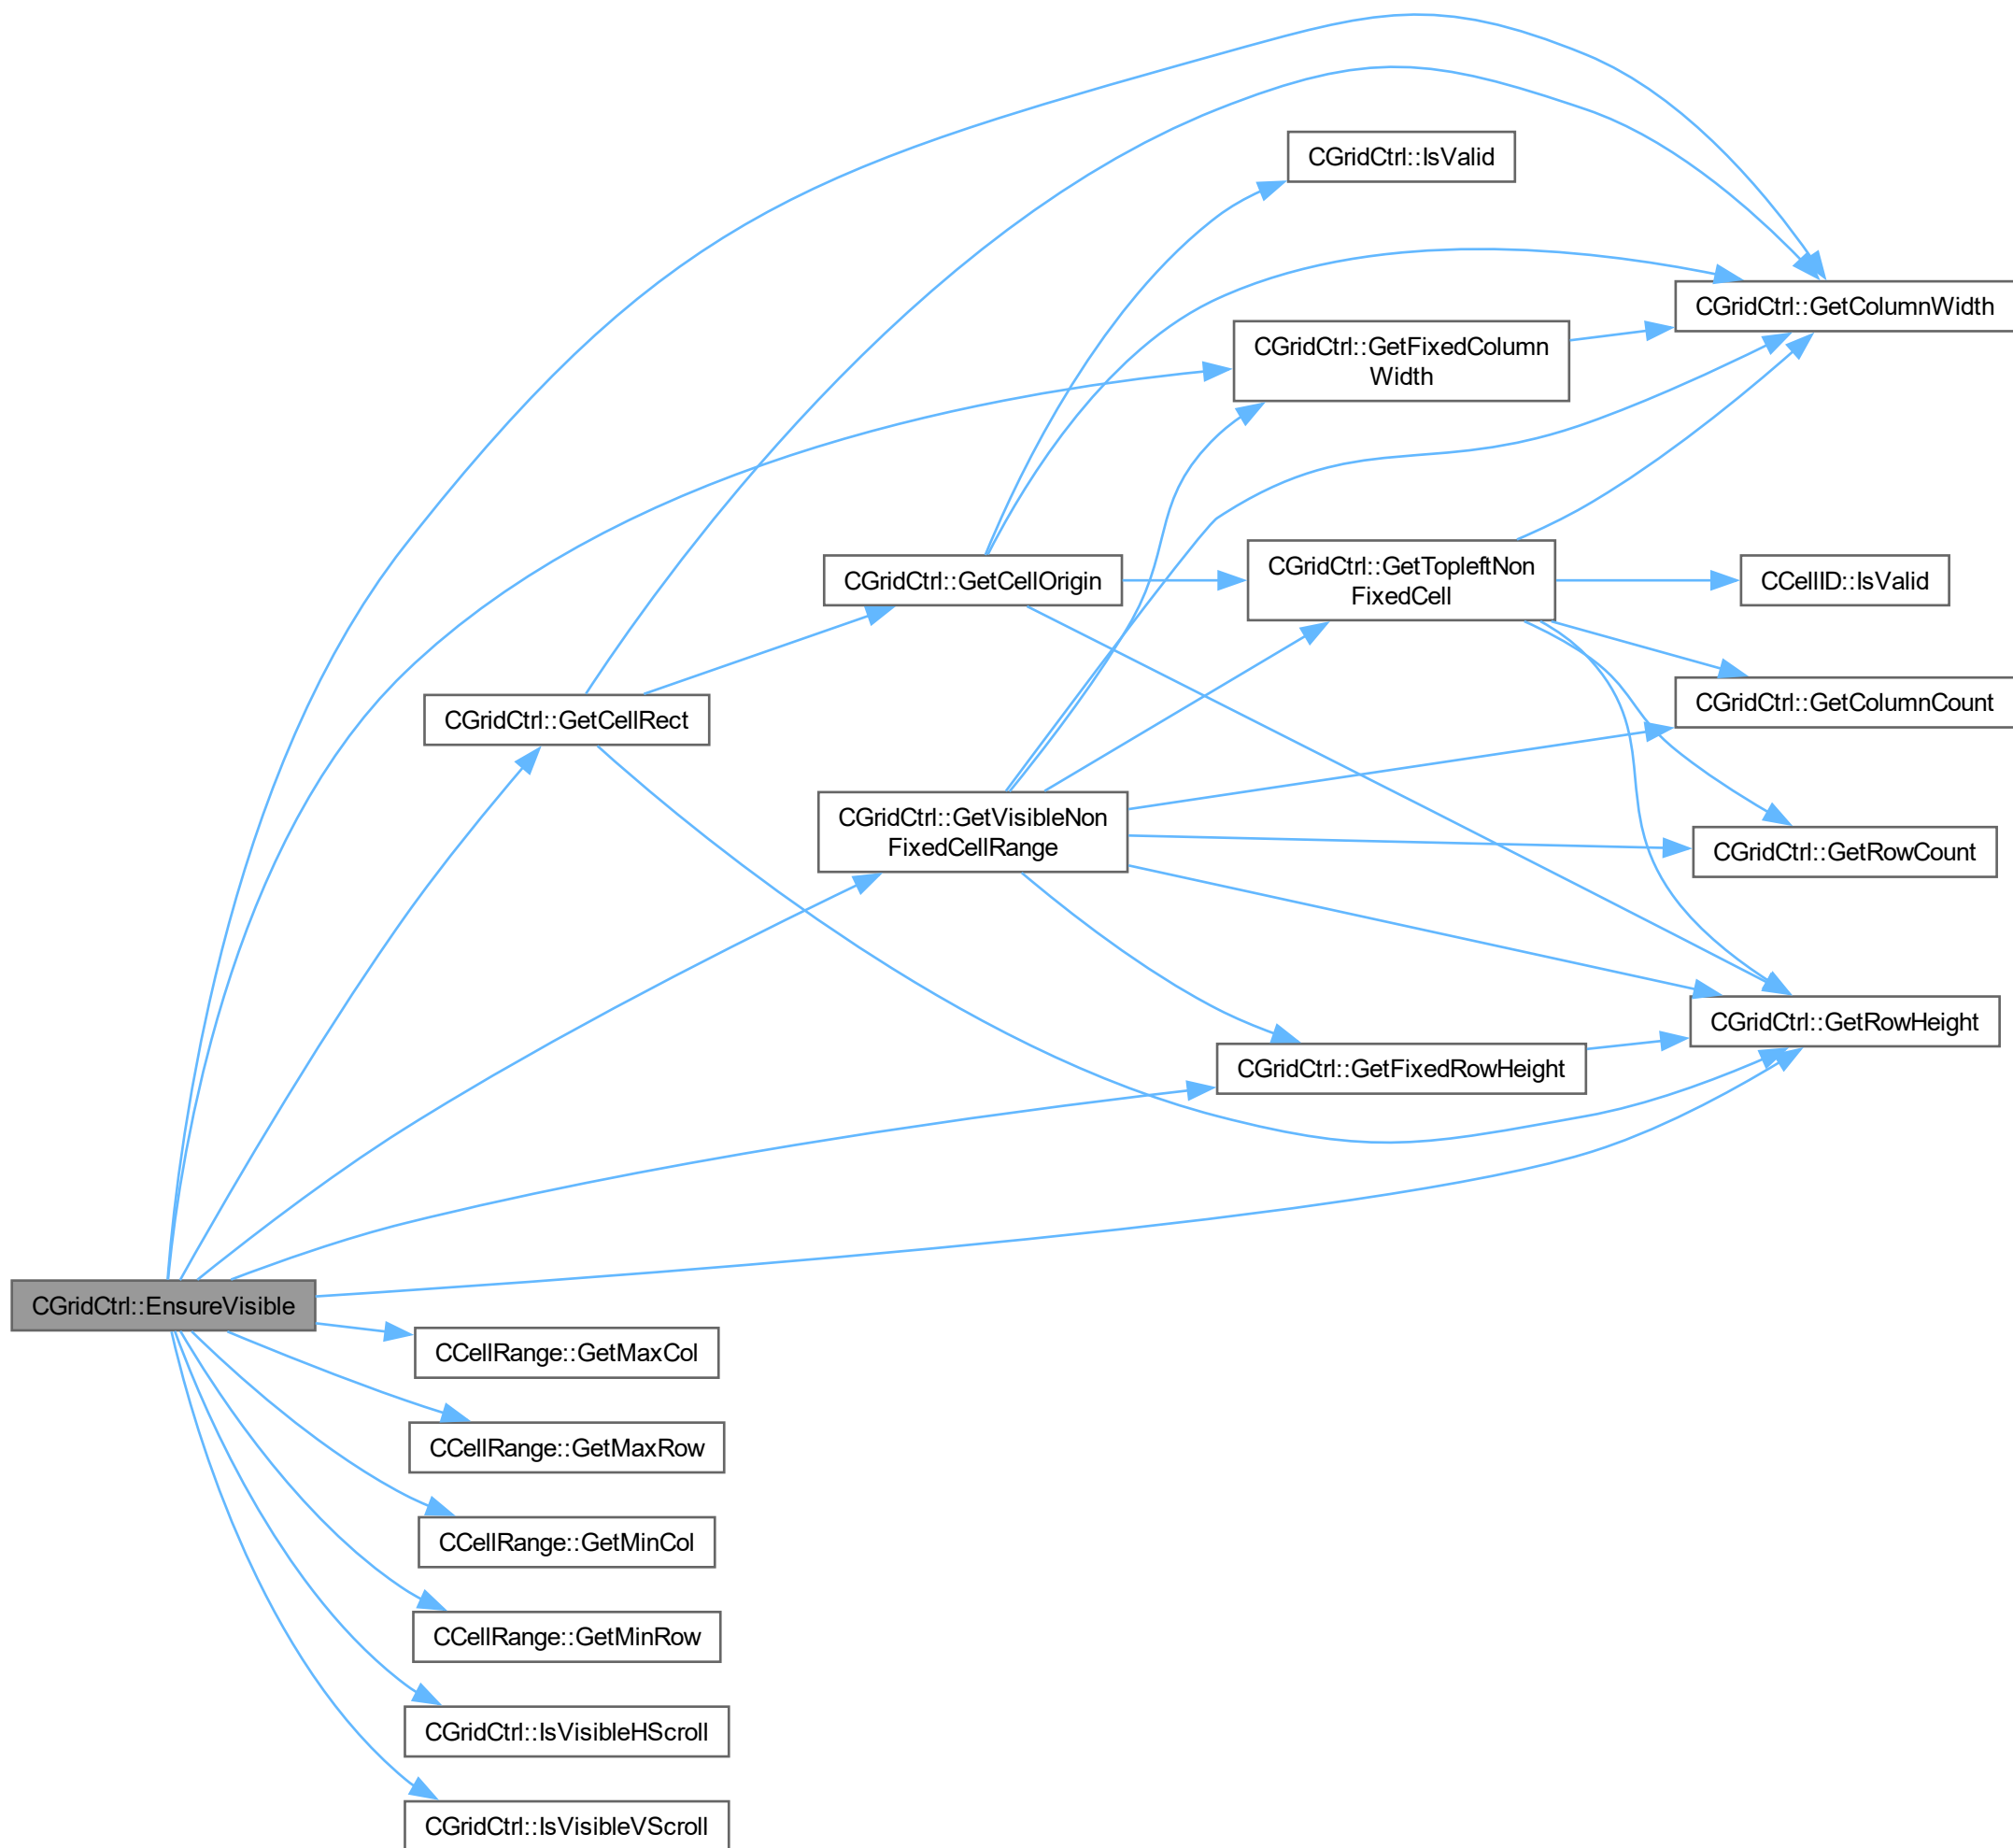 CGridCtrl::IsValid
CGridCtrl::GetColumnWidth
CGridCtrl::GetFixedColumn
Width
CGridCtrl::GetCellOrigin
CGridCtrl::GetTopleftNon
FixedCell
CCellID::IsValid
CGridCtrl::GetCellRect
CGridCtrl::GetColumnCount
CGridCtrl::GetVisibleNon
FixedCellRange
CGridCtrl::GetRowCount
CGridCtrl::GetRowHeight
CGridCtrl::GetFixedRowHeight
CGridCtrl::EnsureVisible
CCellRange::GetMaxCol
CCellRange::GetMaxRow
CCellRange::GetMinCol
CCellRange::GetMinRow
CGridCtrl::IsVisibleHScroll
CGridCtrl::IsVisibleVScroll